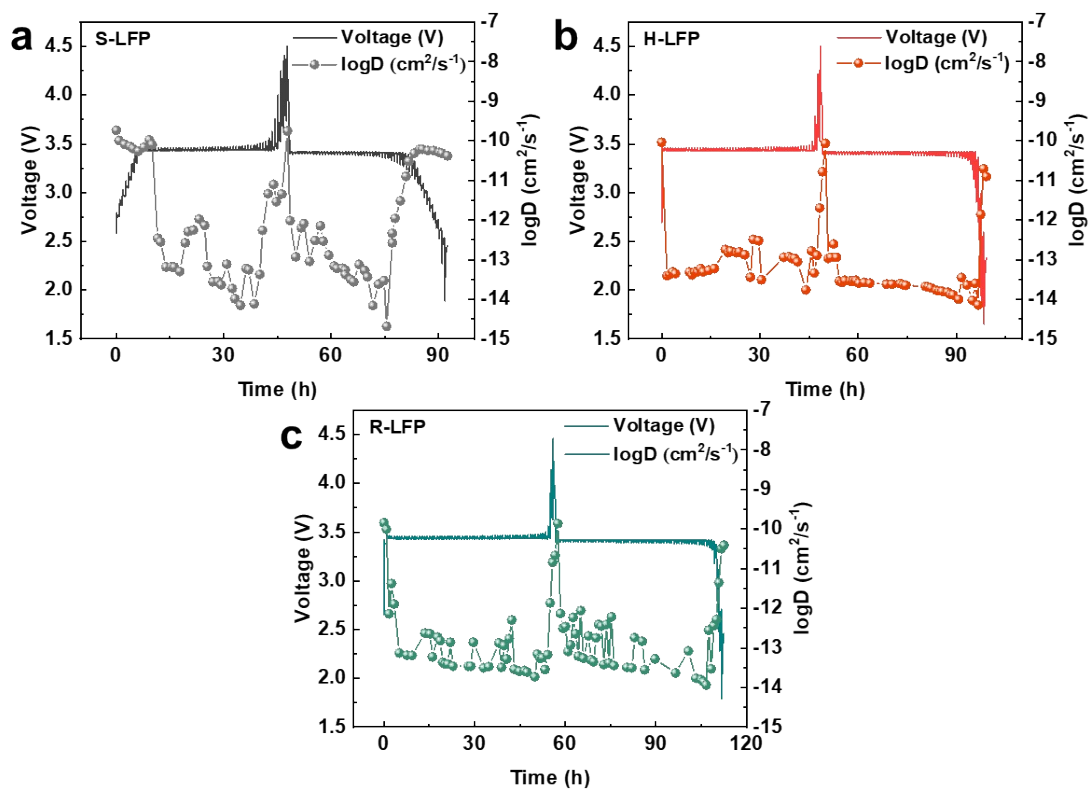 a
S-LFP
Voltage (V)
logD (cm²/s⁻¹)
4.5
4.0
3.5
3.0
2.5
2.0
1.5
Voltage (V)
-7
-8
-9
-10
-11
-12
-13
-14
-15
logD (cm²/s⁻¹)
0 30 60 90
Time (h)
b
H-LFP
Voltage (V)
logD (cm²/s⁻¹)
4.5
4.0
3.5
3.0
2.5
2.0
1.5
Voltage (V)
-7
-8
-9
-10
-11
-12
-13
-14
-15
logD (cm²/s⁻¹)
0 30 60 90
Time (h)
c
R-LFP
Voltage (V)
logD (cm²/s⁻¹)
4.5
4.0
3.5
3.0
2.5
2.0
1.5
Voltage (V)
-7
-8
-9
-10
-11
-12
-13
-14
-15
logD (cm²/s⁻¹)
0 30 60 90 120
Time (h)